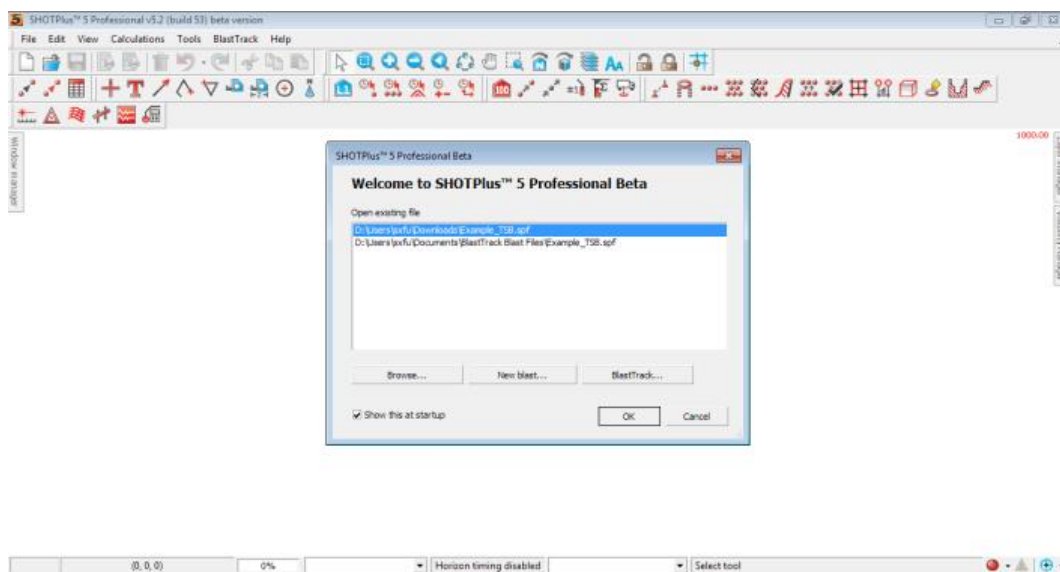 SHOTPlus™ 5 Professional v5.2 (build 53) beta version
File Edit View Calculations Tools BlastTrack Help
1000.00
Window manager
SHOTPlus™ 5 Professional Beta
Welcome to SHOTPlus™ 5 Professional Beta
Open existing file
D:\Users\pxfu\Downloads\Example_TSB.spf
D:\Users\pxfu\Documents\BlastTrack Blast Files\Example_TSB.spf
Browse... New blast... BlastTrack...
Show this at startup OK Cancel
(0, 0, 0) 0% Horizon timing disabled Select tool